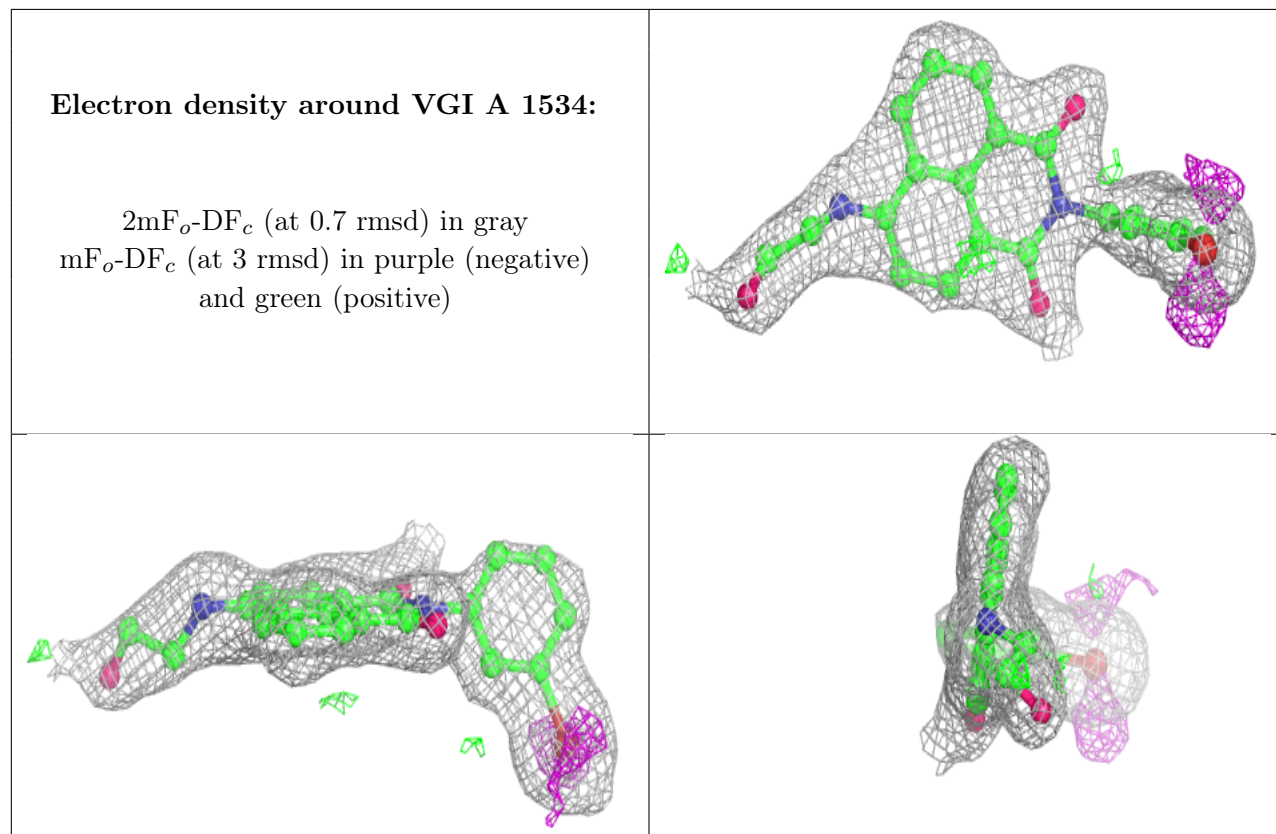 Electron density around VGI A 1534:
2mFo-DFc (at 0.7 rmsd) in gray
mFo-DFc (at 3 rmsd) in purple (negative)
and green (positive)